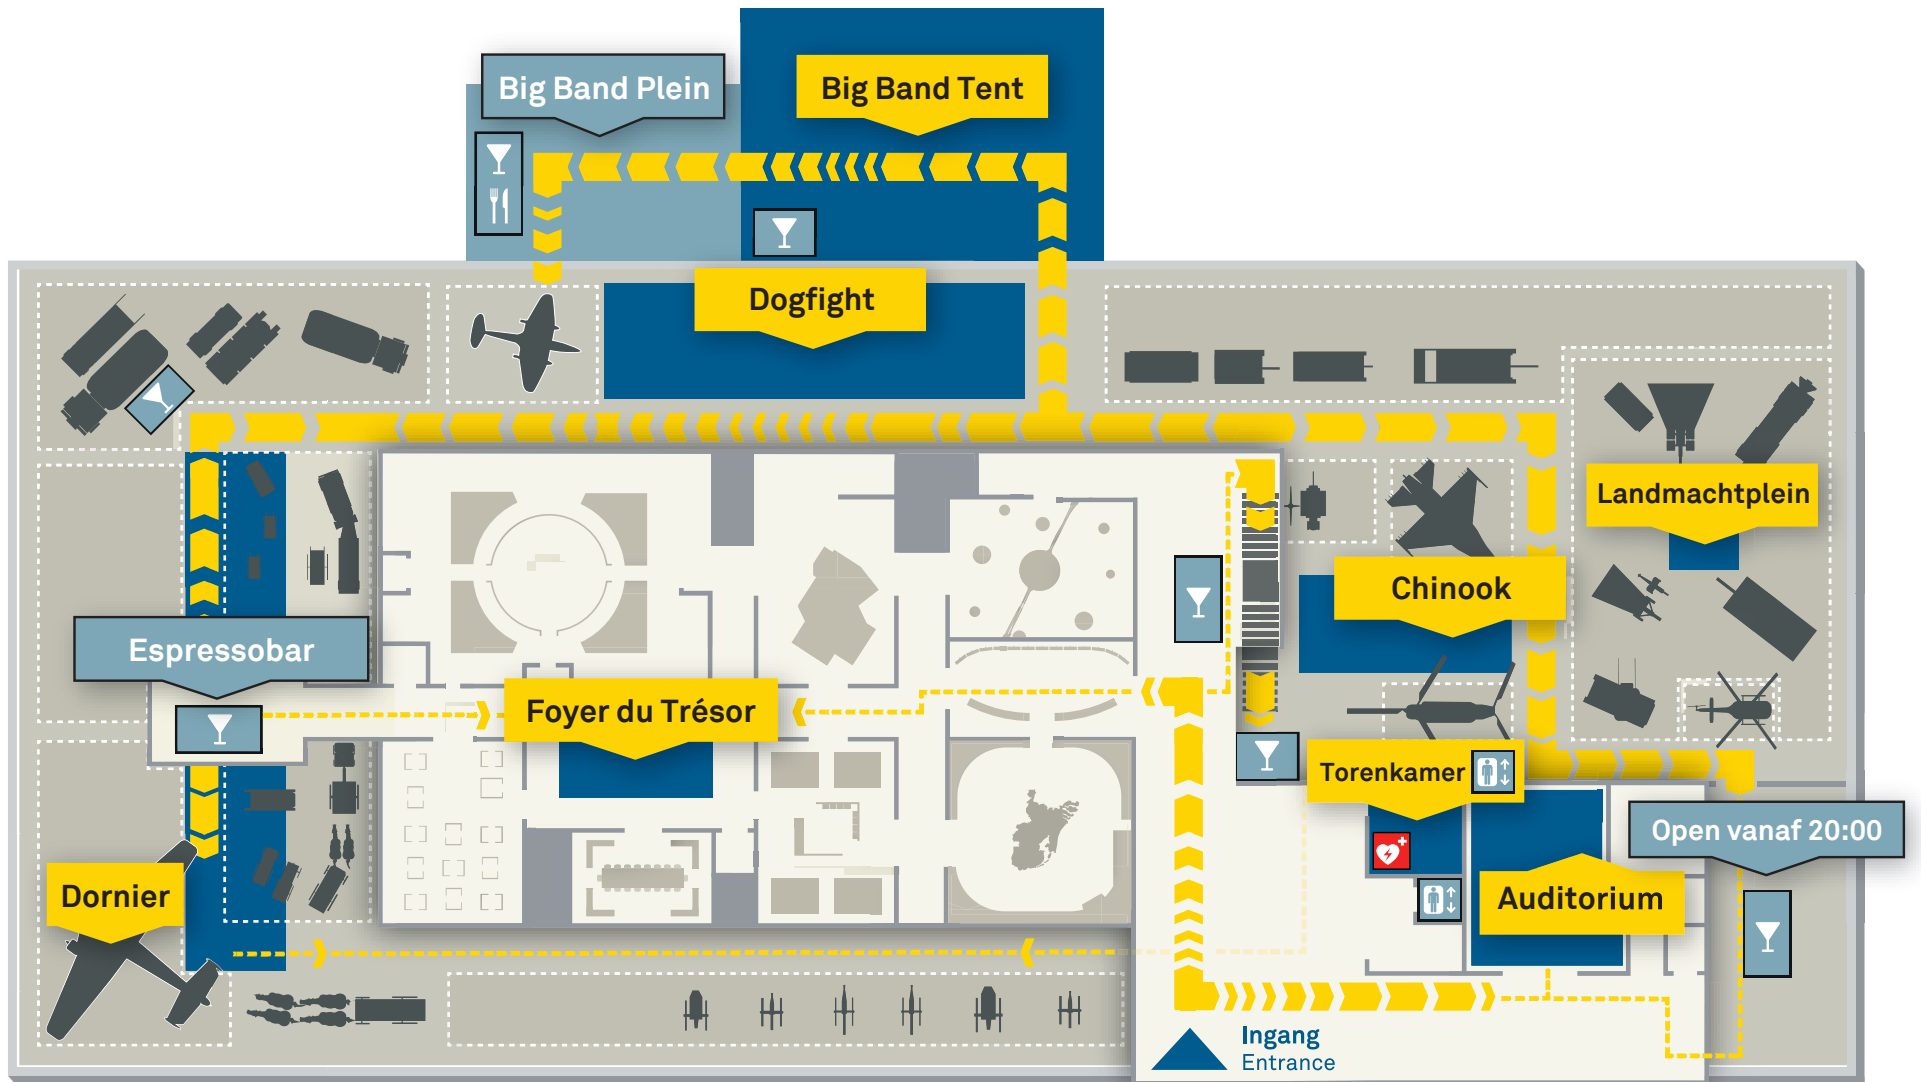 Big Band Plein
Big Band Tent
Dogfight
Landmachtplein
Chinook
Espressobar
Foyer du Trésor
Torenkamer
Open vanaf 20:00
Dornier
Auditorium
Ingang
Entrance